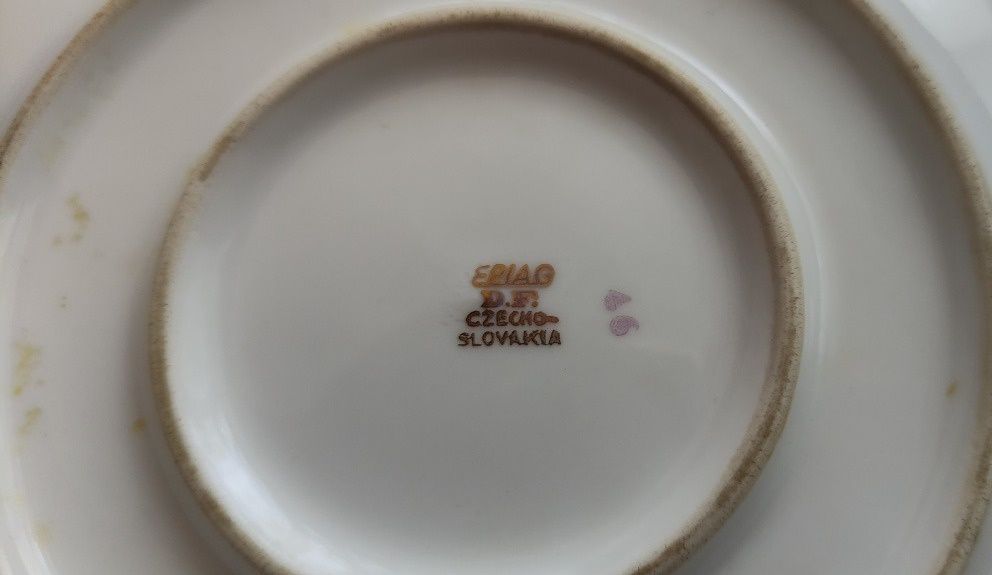 EPIAG
D.F.
CZECHO-
SLOVAKIA